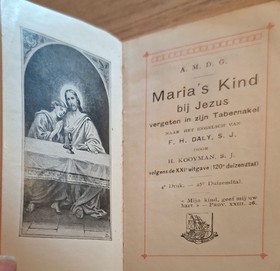 A. M. D. G.
Maria's Kind
bij Jezus
vergeten in zijn Tabernakel
NAAR HET ENGELSCH VAN
F. H. DALY, S. J.
DOOR
H. KOOYMAN, S. J.
(volgens de XXIe uitgave: 120e duizendtal)
4e Druk. — 18e Duizendtal.
« Mijn kind, geef mij uw
hart » — Prov. XXIII, 26.